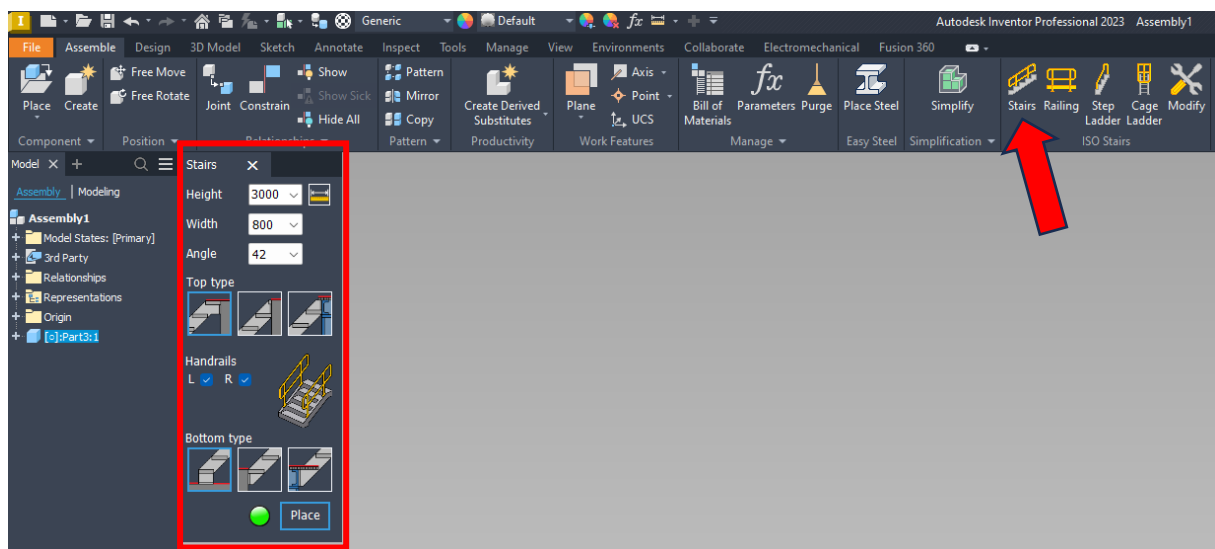 I Generic Default fx Autodesk Inventor Professional 2023 Assembly1
File Assemble Design 3D Model Sketch Annotate Inspect Tools Manage View Environments Collaborate Electromechanical Fusion 360
Place Create
Free Move
Free Rotate
Joint Constrain
Show
Show Sick
Hide All
Pattern
Mirror
Copy
Create Derived
Substitutes
Plane
Axis
Point
UCS
Bill of
Materials
fx
Parameters Purge
Place Steel
Simplify
Stairs Railing Step
Ladder
Cage
Ladder
Modify
Component Position Relationships Pattern Productivity Work Features Manage Easy Steel Simplification ISO Stairs
Model X +
Assembly | Modeling
Assembly1
Model States: [Primary]
3rd Party
Relationships
Representations
Origin
[o]:Part3:1
Stairs X
Height 3000
Width 800
Angle 42
Top type
Handrails
L R
Bottom type
Place